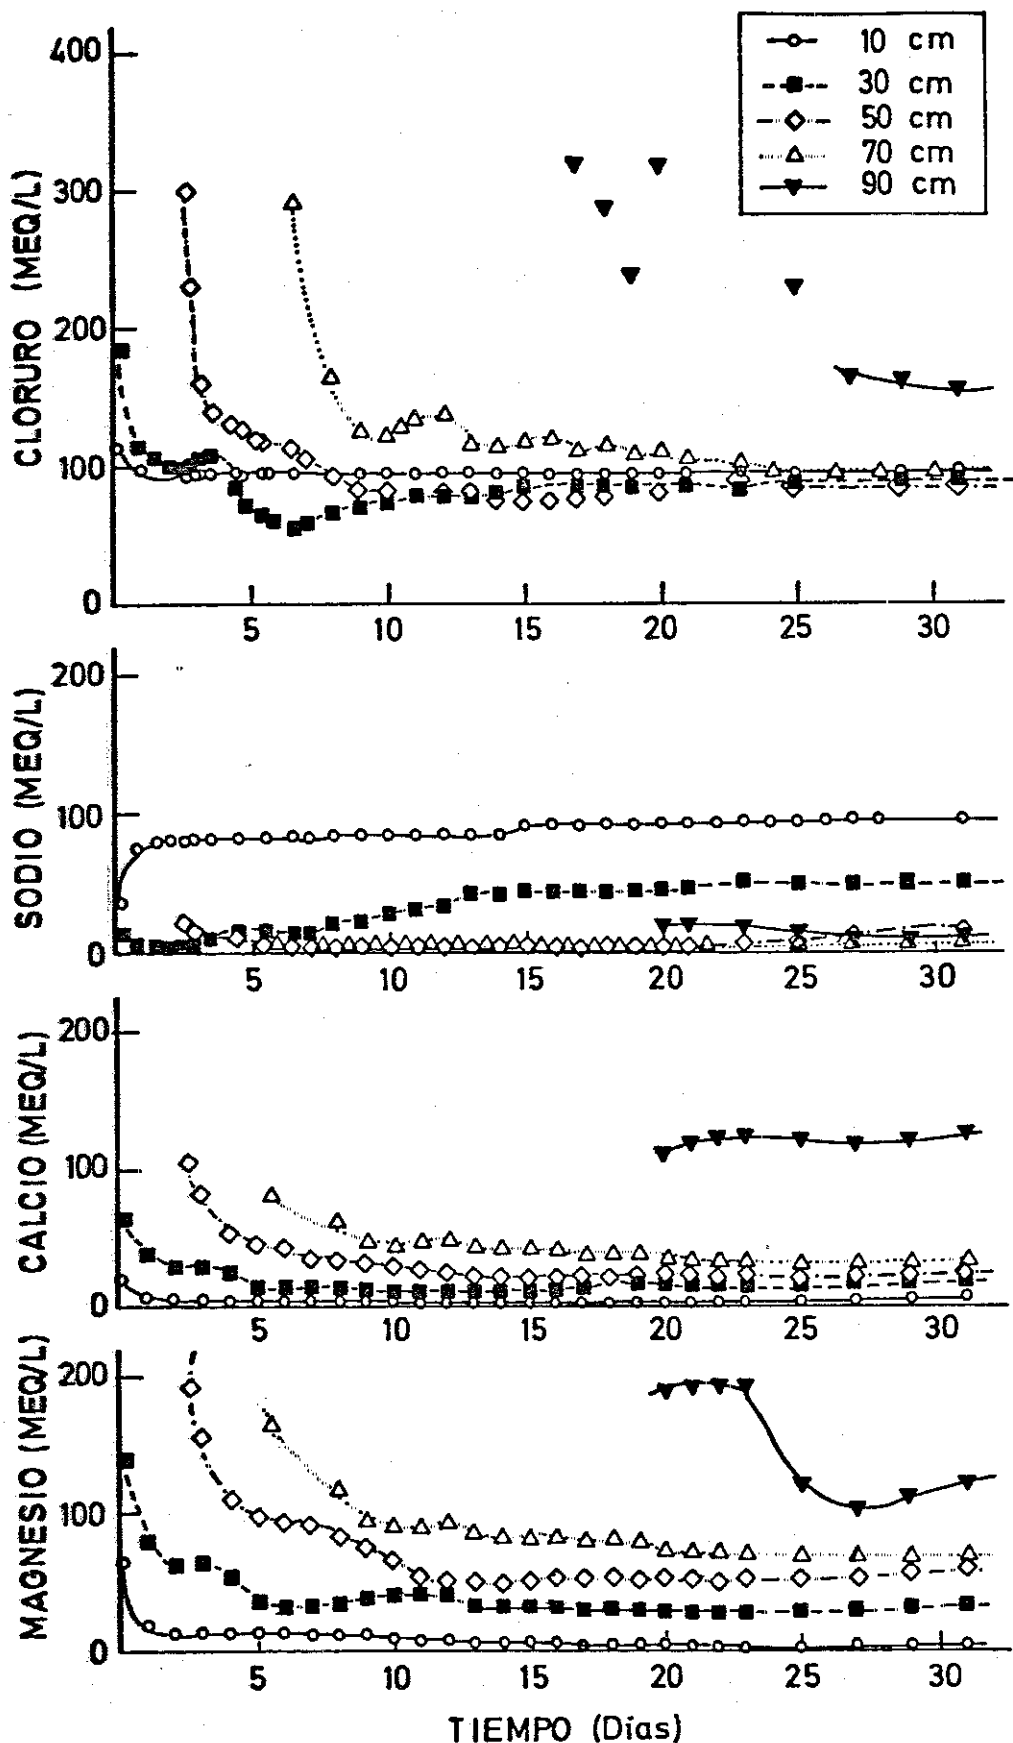 10 cm
30 cm
50 cm
70 cm
90 cm
CLORURO (MEQ/L)
400
300
200
100
0
5 10 15 20 25 30
SODIO (MEQ/L)
200
100
0
5 10 15 20 25 30
CALCIO (MEQ/L)
200
100
0
5 10 15 20 25 30
MAGNESIO (MEQ/L)
200
100
0
5 10 15 20 25 30
TIEMPO (Días)